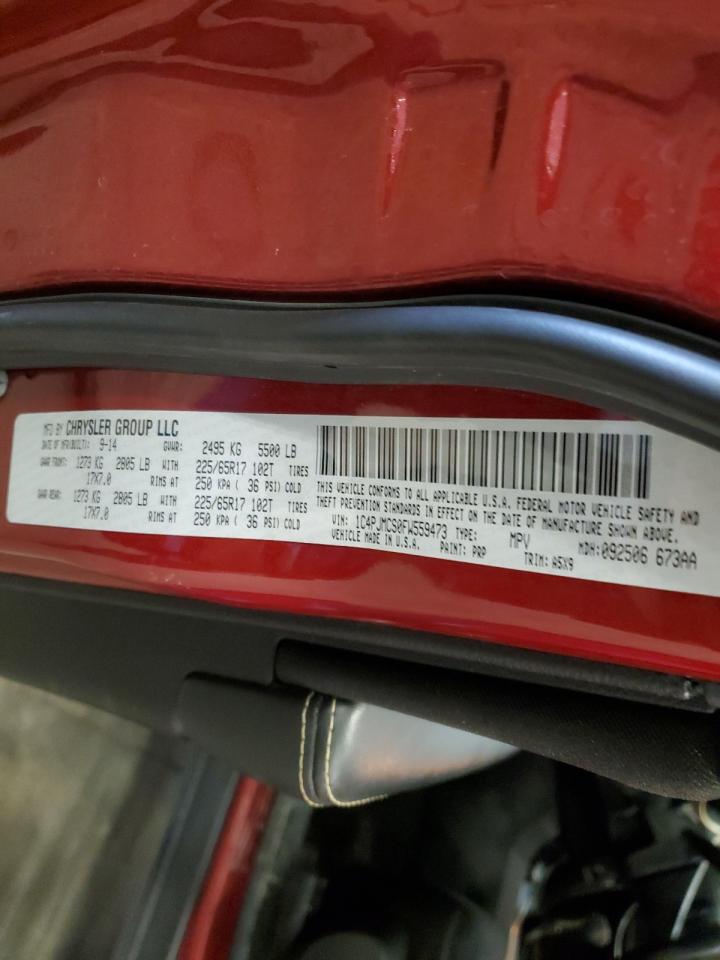 MFD BY CHRYSLER GROUP LLC
DATE OF MFR(BUILT): 9-14 GVWR: 2495 KG 5500 LB
GAWR FRONT: 1273 KG 2805 LB WITH 225/65R17 102T TIRES
17X7.0 RIMS AT 250 KPA ( 36 PSI) COLD
GAWR REAR: 1273 KG 2805 LB WITH 225/65R17 102T TIRES
17X7.0 RIMS AT 250 KPA ( 36 PSI) COLD
THIS VEHICLE CONFORMS TO ALL APPLICABLE U.S.A. FEDERAL MOTOR VEHICLE SAFETY AND
THEFT PREVENTION STANDARDS IN EFFECT ON THE DATE OF MANUFACTURE SHOWN ABOVE.
VIN: 1C4PJMCS0FW559473 TYPE: MPV MDH:092506 673AA
VEHICLE MADE IN U.S.A. PAINT: PRP TRIM: A5X9